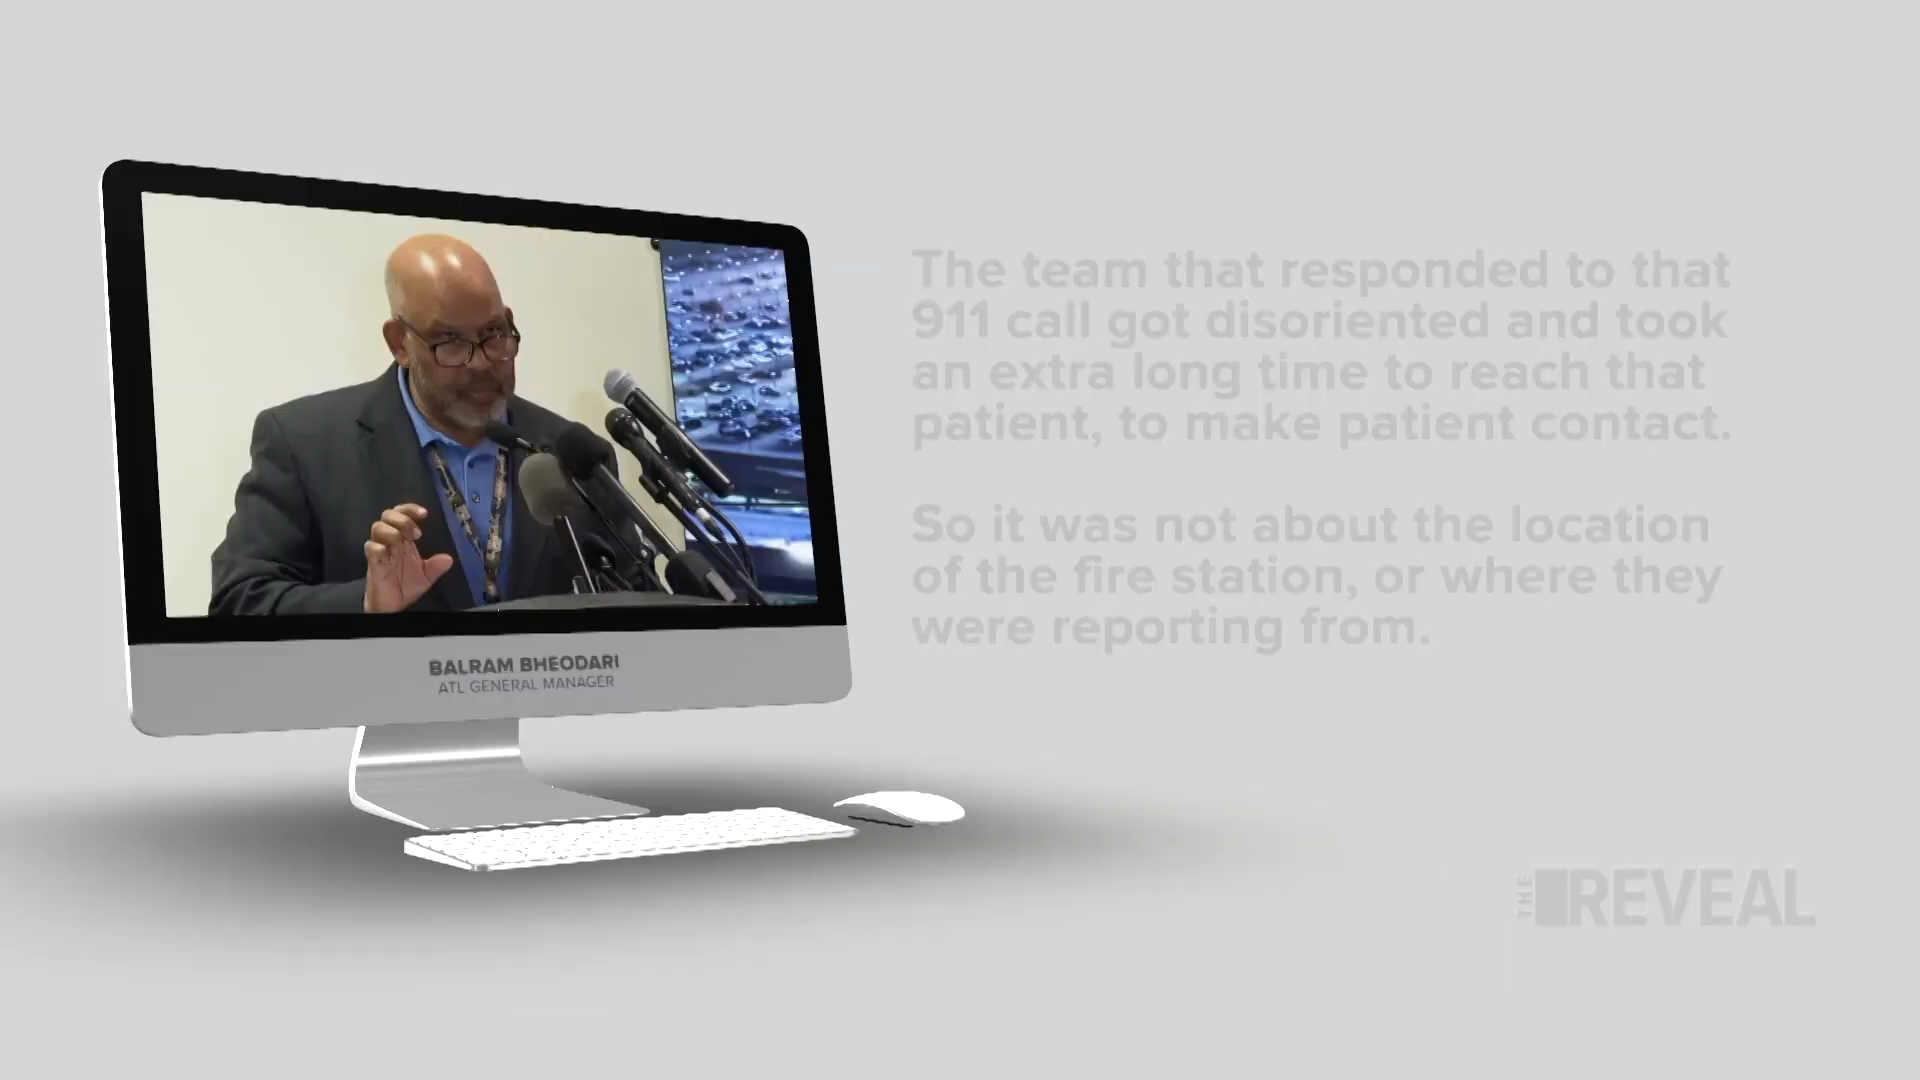 The team that responded to that
911 call got disoriented and took
an extra long time to reach that
patient, to make patient contact.
So it was not about the location
of the fire station, or where they
were reporting from.
BALRAM BHEODARI
ATL GENERAL MANAGER
THE REVEAL